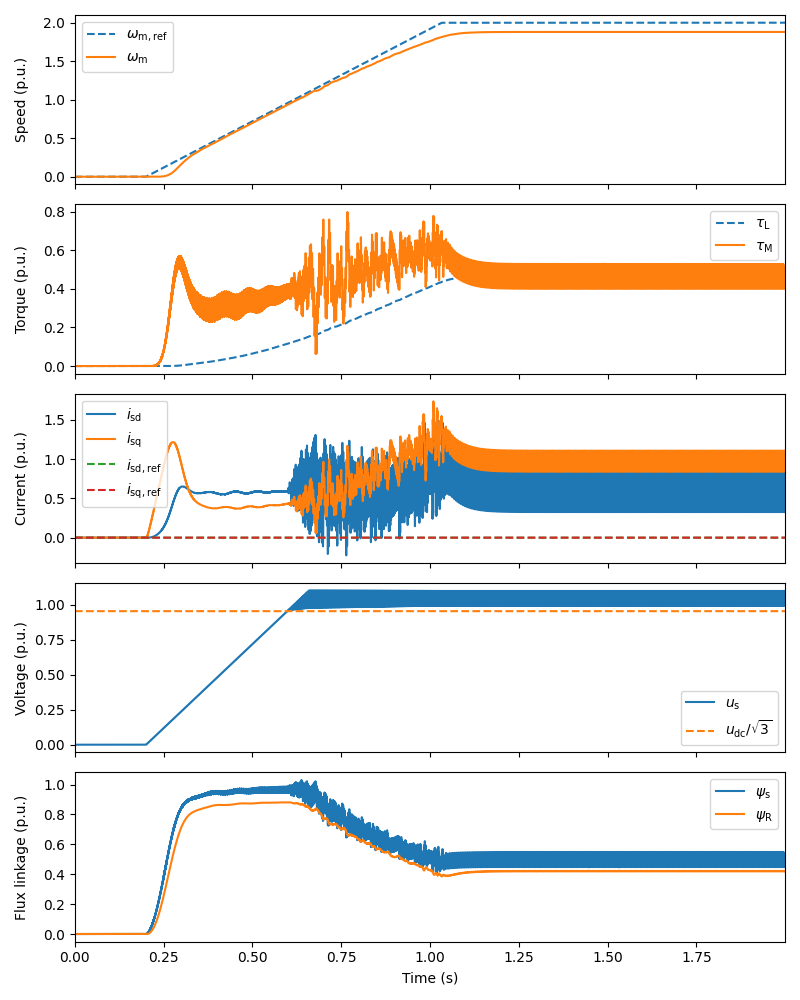 2.0
1.5
1.0
0.5
0.0
Speed (p.u.)
ω_m,ref
ω_m
0.8
0.6
0.4
0.2
0.0
Torque (p.u.)
τ_L
τ_M
1.5
1.0
0.5
0.0
Current (p.u.)
i_sd
i_sq
i_sd,ref
i_sq,ref
1.00
0.75
0.50
0.25
0.00
Voltage (p.u.)
u_s
u_dc/√3
1.0
0.8
0.6
0.4
0.2
0.0
Flux linkage (p.u.)
ψ_s
ψ_R
0.00 0.25 0.50 0.75 1.00 1.25 1.50 1.75
Time (s)